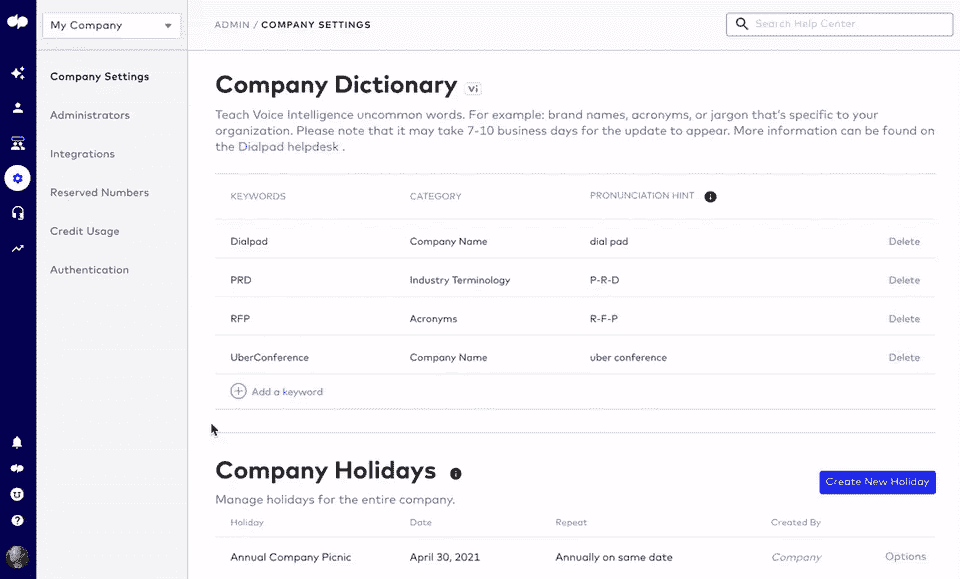 My Company
ADMIN / COMPANY SETTINGS
Search Help Center
Company Settings
Administrators
Integrations
Reserved Numbers
Credit Usage
Authentication
Company Dictionary Vi
Teach Voice Intelligence uncommon words. For example: brand names, acronyms, or jargon that's specific to your
organization. Please note that it may take 7-10 business days for the update to appear. More information can be found on
the Dialpad helpdesk .
KEYWORDS CATEGORY PRONUNCIATION HINT
Dialpad Company Name dial pad Delete
PRD Industry Terminology P-R-D Delete
RFP Acronyms R-F-P Delete
UberConference Company Name uber conference Delete
Add a keyword
Company Holidays
Create New Holiday
Manage holidays for the entire company.
Holiday Date Repeat Created By
Annual Company Picnic April 30, 2021 Annually on same date Company Options